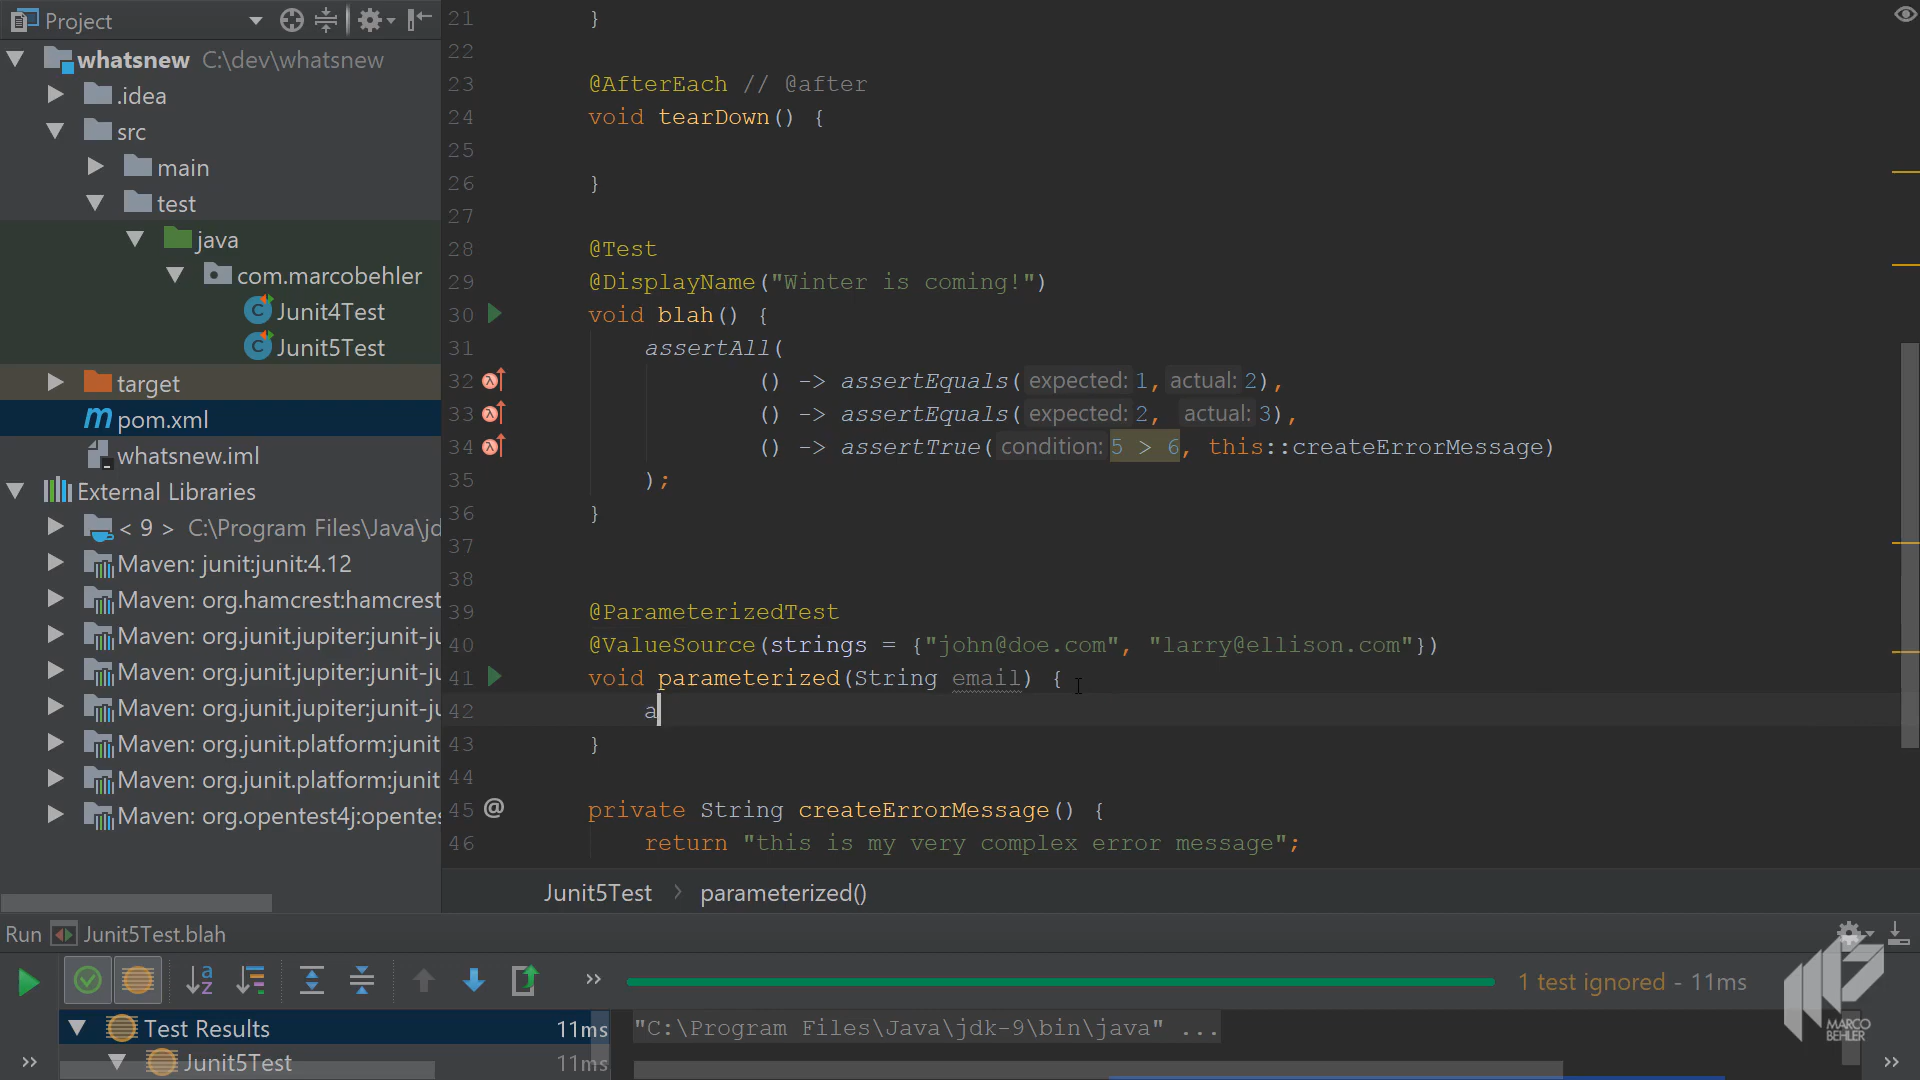 Project
whatsnew C:\dev\whatsnew
.idea
src
main
test
java
com.marcobehler
Junit4Test
Junit5Test
target
pom.xml
whatsnew.iml
External Libraries
< 9 > C:\Program Files\Java\jd
Maven: junit:junit:4.12
Maven: org.hamcrest:hamcrest
Maven: org.junit.jupiter:junit-ju
Maven: org.junit.jupiter:junit-ju
Maven: org.junit.jupiter:junit-ju
Maven: org.junit.platform:junit
Maven: org.junit.platform:junit
Maven: org.opentest4j:opentes
21 }
22
23 @AfterEach // @after
24 void tearDown() {
25
26 }
27
28 @Test
29 @DisplayName("Winter is coming!")
30 void blah() {
31 assertAll(
32 () -> assertEquals( expected: 1, actual: 2),
33 () -> assertEquals( expected: 2, actual: 3),
34 () -> assertTrue( condition: 5 > 6, this::createErrorMessage)
35 );
36 }
37
38
39 @ParameterizedTest
40 @ValueSource(strings = {"john@doe.com", "larry@ellison.com"})
41 void parameterized(String email) {
42 a
43 }
44
45 @ private String createErrorMessage() {
46 return "this is my very complex error message";
Junit5Test parameterized()
Run Junit5Test.blah
1 test ignored - 11ms
Test Results 11ms
Junit5Test 11ms
"C:\Program Files\Java\jdk-9\bin\java" ...
MARCO
BEHLER